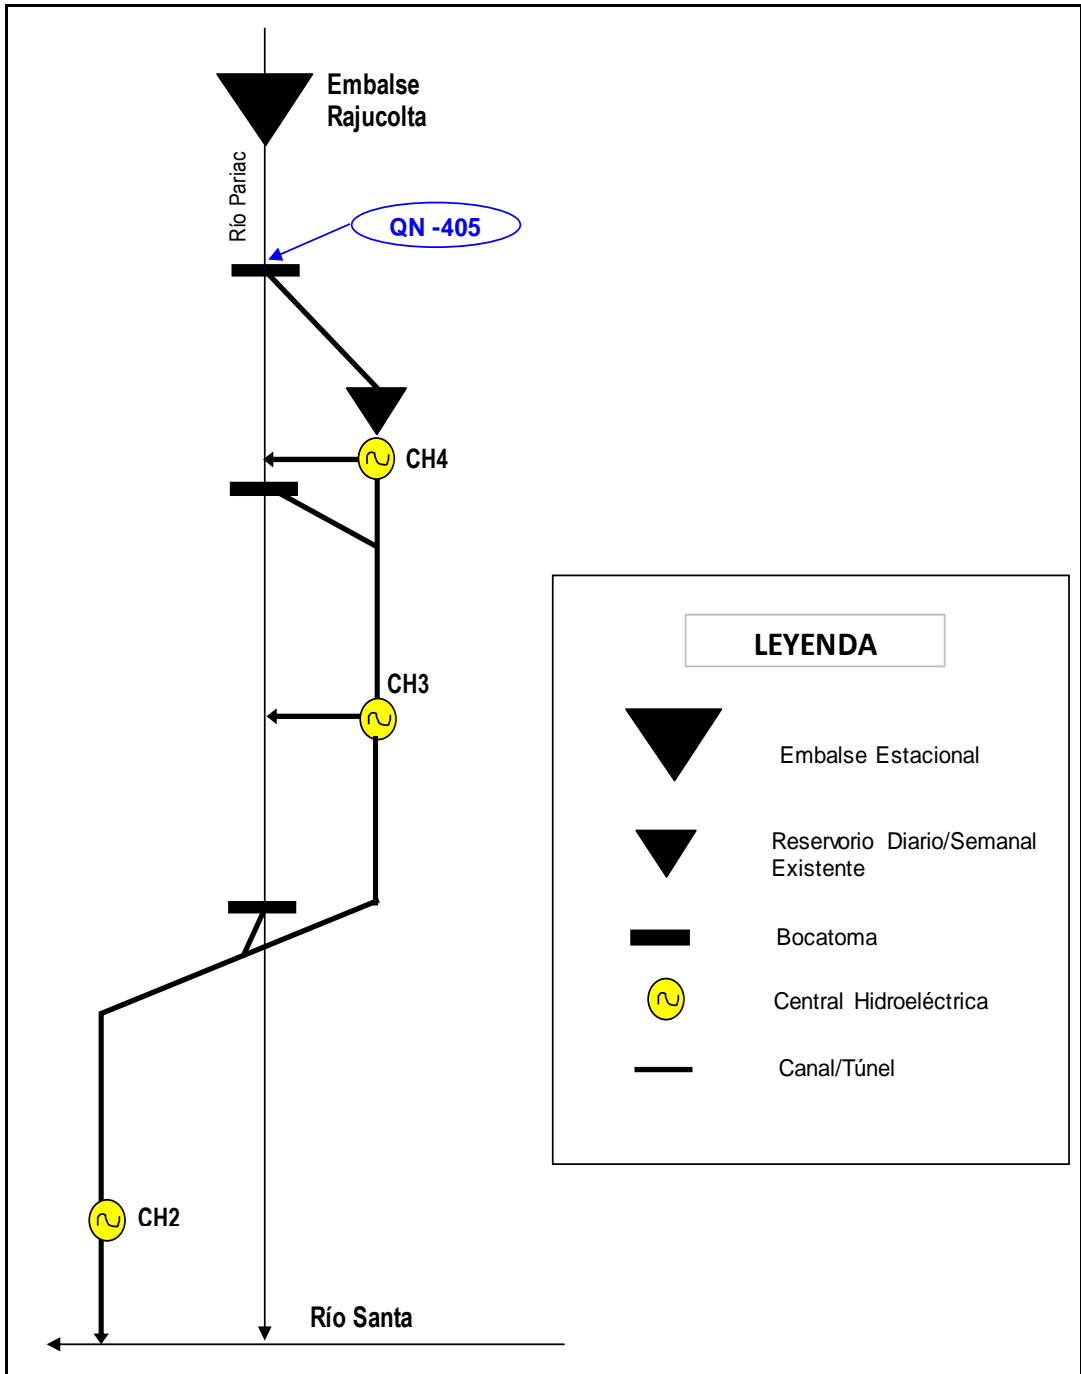 Embalse
Rajucolta
Río Pariac
QN -405
CH4
CH3
LEYENDA
Embalse Estacional
Reservorio Diario/Semanal
Existente
Bocatoma
Central Hidroeléctrica
Canal/Túnel
CH2
Río Santa